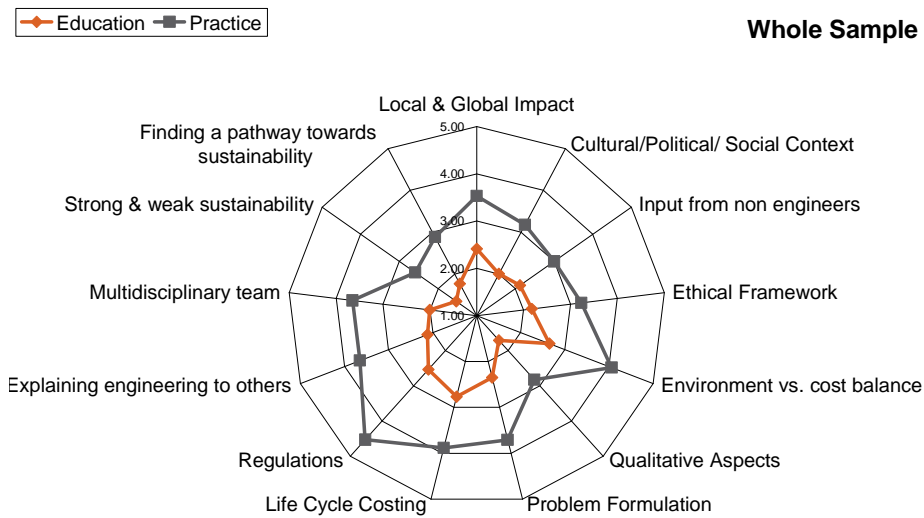 Education
Practice
Whole Sample
Local & Global Impact
Finding a pathway towards
sustainability
Cultural/Political/ Social Context
Strong & weak sustainability
Input from non engineers
Multidisciplinary team
Ethical Framework
Explaining engineering to others
Environment vs. cost balance
Regulations
Qualitative Aspects
Life Cycle Costing
Problem Formulation
5.00
4.00
3.00
2.00
1.00